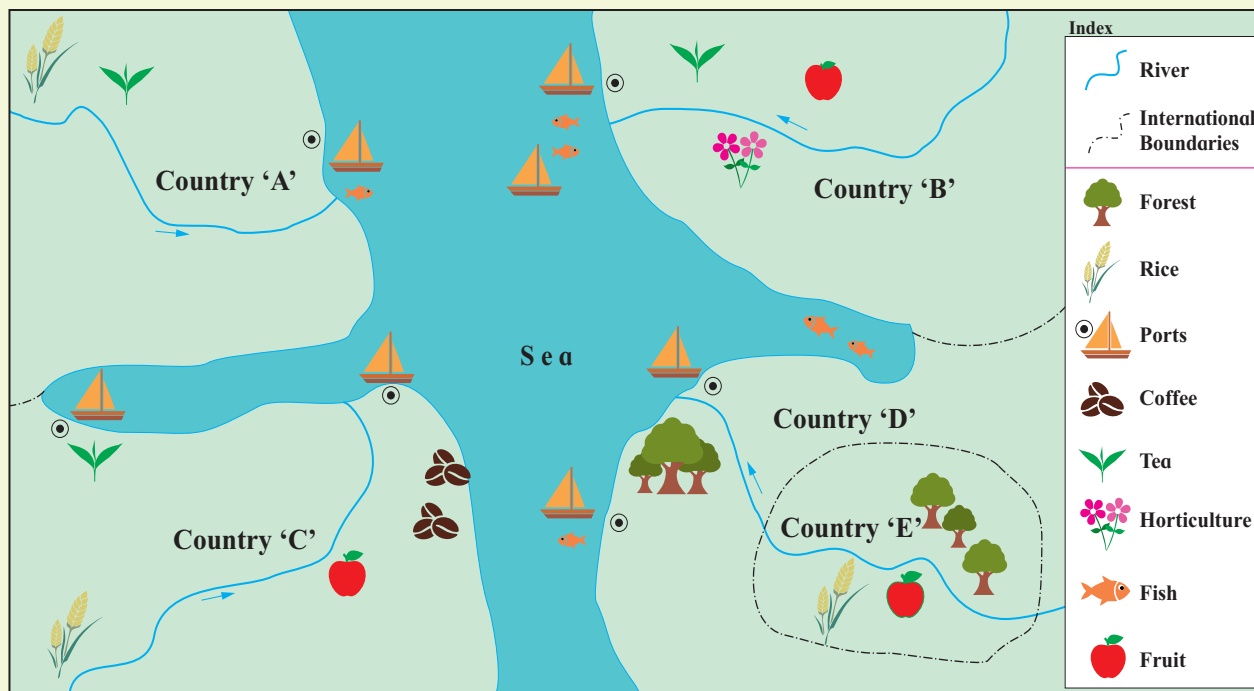 Index
River
International
Boundaries
Forest
Rice
Ports
Coffee
Tea
Horticulture
Fish
Fruit
Country ‘A’
Country ‘B’
Sea
Country ‘D’
Country ‘C’
Country ‘E’